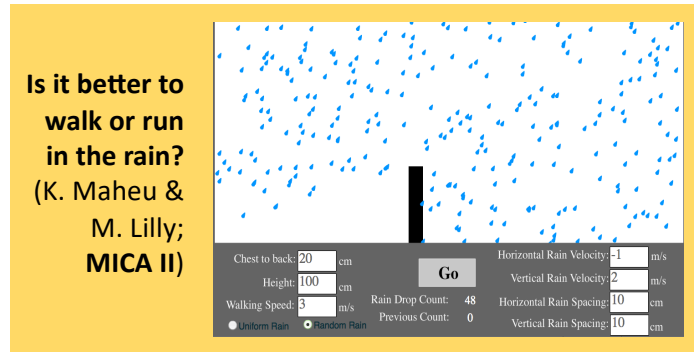 Is it better to
walk or run
in the rain?
(K. Maheu &
M. Lilly;
MICA II)
Chest to back: 20 cm
Height: 100 cm
Walking Speed: 3 m/s
Uniform Rain Random Rain
Go
Rain Drop Count: 48
Previous Count: 0
Horizontal Rain Velocity: -1 m/s
Vertical Rain Velocity: 2 m/s
Horizontal Rain Spacing: 10 cm
Vertical Rain Spacing: 10 cm